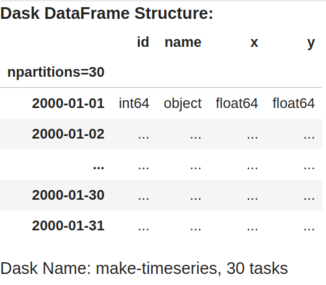 Dask DataFrame Structure:
id name x y
npartitions=30
2000-01-01 int64 object float64 float64
2000-01-02 ... ... ... ...
... ... ... ... ...
2000-01-30 ... ... ... ...
2000-01-31 ... ... ... ...
Dask Name: make-timeseries, 30 tasks